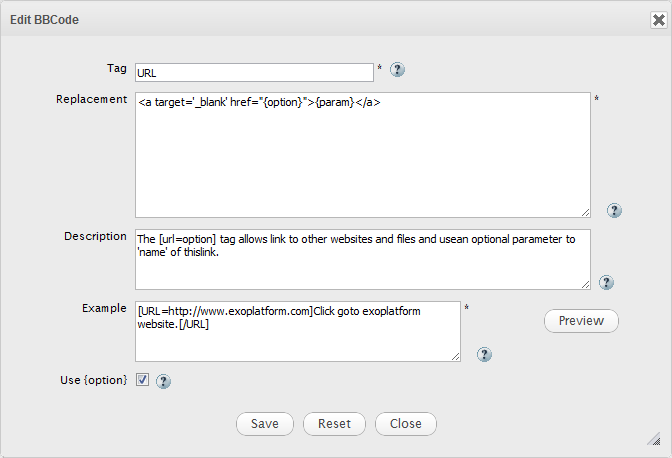 Edit BBCode
Tag URL * ?
Replacement <a target='_blank' href="{option}">{param}</a> *
?
Description The [url=option] tag allows link to other websites and files and usean optional parameter to
'name' of thislink.
?
Example [URL=http://www.exoplatform.com]Click goto exoplatform *
website.[/URL]
Preview
?
Use {option} ?
Save Reset Close